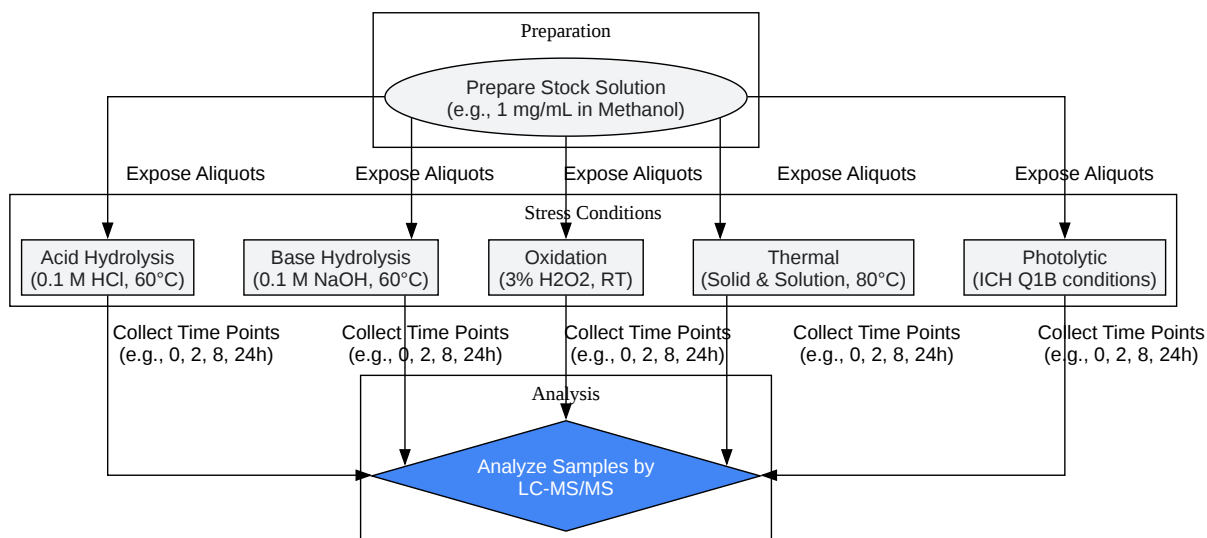 Preparation
Prepare Stock Solution
(e.g., 1 mg/mL in Methanol)
Expose Aliquots
Expose Aliquots
Expose Aliquots
Expose Aliquots
Expose Aliquots
Stress Conditions
Acid Hydrolysis
(0.1 M HCl, 60°C)
Base Hydrolysis
(0.1 M NaOH, 60°C)
Oxidation
(3% H2O2, RT)
Thermal
(Solid & Solution, 80°C)
Photolytic
(ICH Q1B conditions)
Collect Time Points
(e.g., 0, 2, 8, 24h)
Collect Time Points
(e.g., 0, 2, 8, 24h)
Collect Time Points
(e.g., 0, 2, 8, 24h)
Collect Time Points
(e.g., 0, 2, 8, 24h)
Collect Time Points
(e.g., 0, 2, 8, 24h)
Analysis
Analyze Samples by
LC-MS/MS